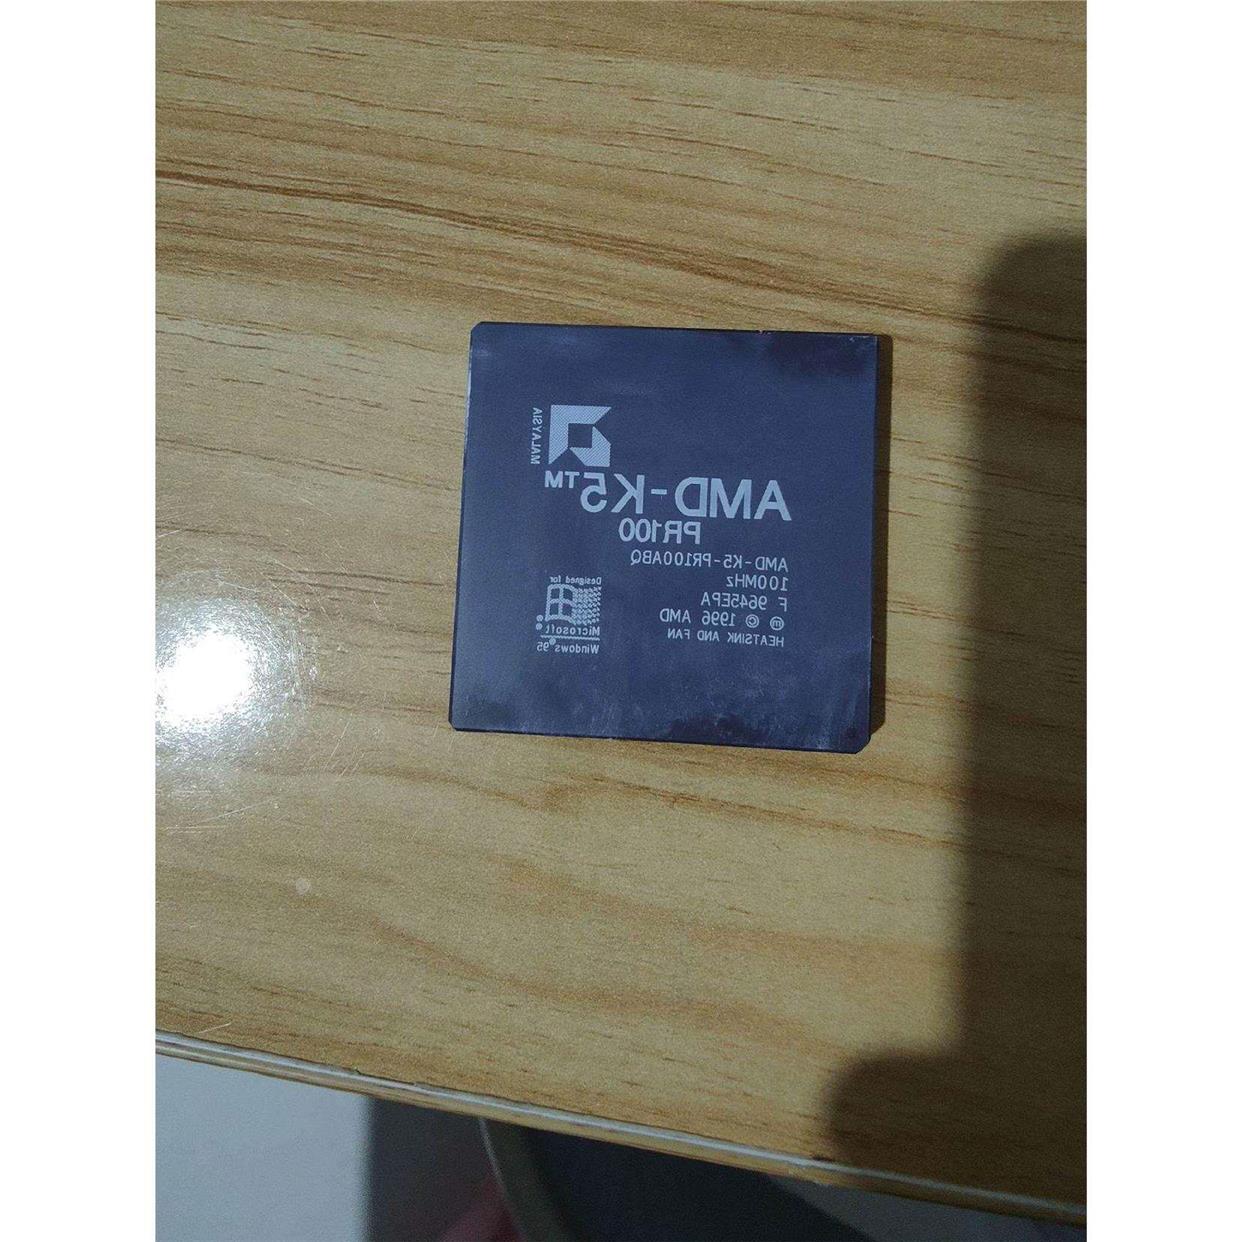 MALAYSIA
AMD-K5™
PR100
AMD-K5-PR100ABQ
100MHz
F 9645EPA
ⓜ © 1996 AMD
HEATSINK AND FAN
Designed for
Microsoft®
Windows®95